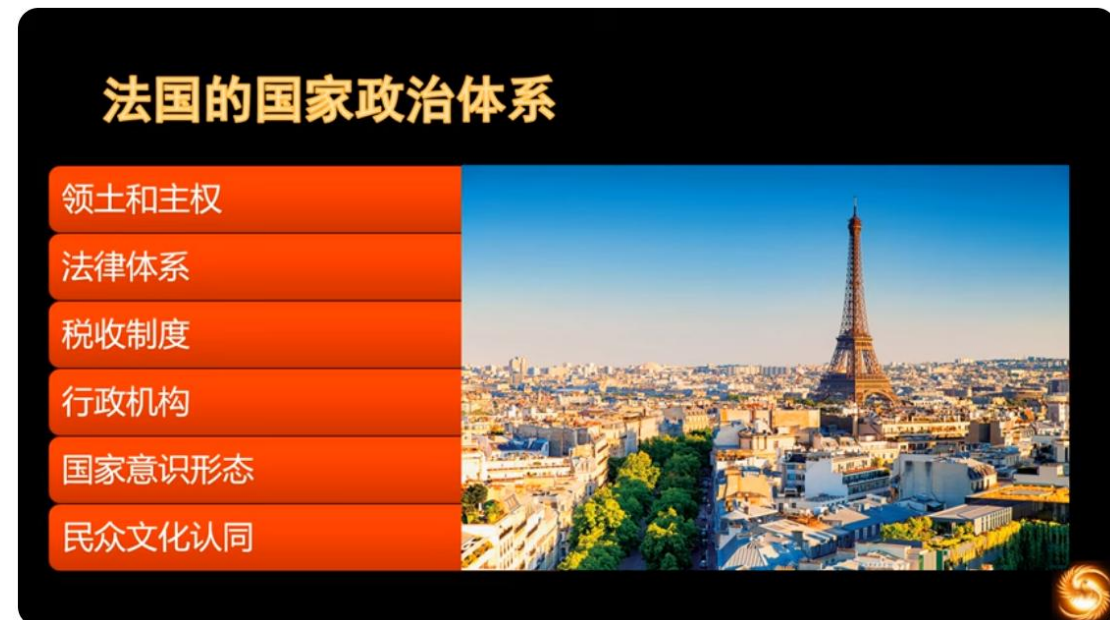 法国的国家政治体系
领土和主权
法律体系
税收制度
行政机构
国家意识形态
民众文化认同